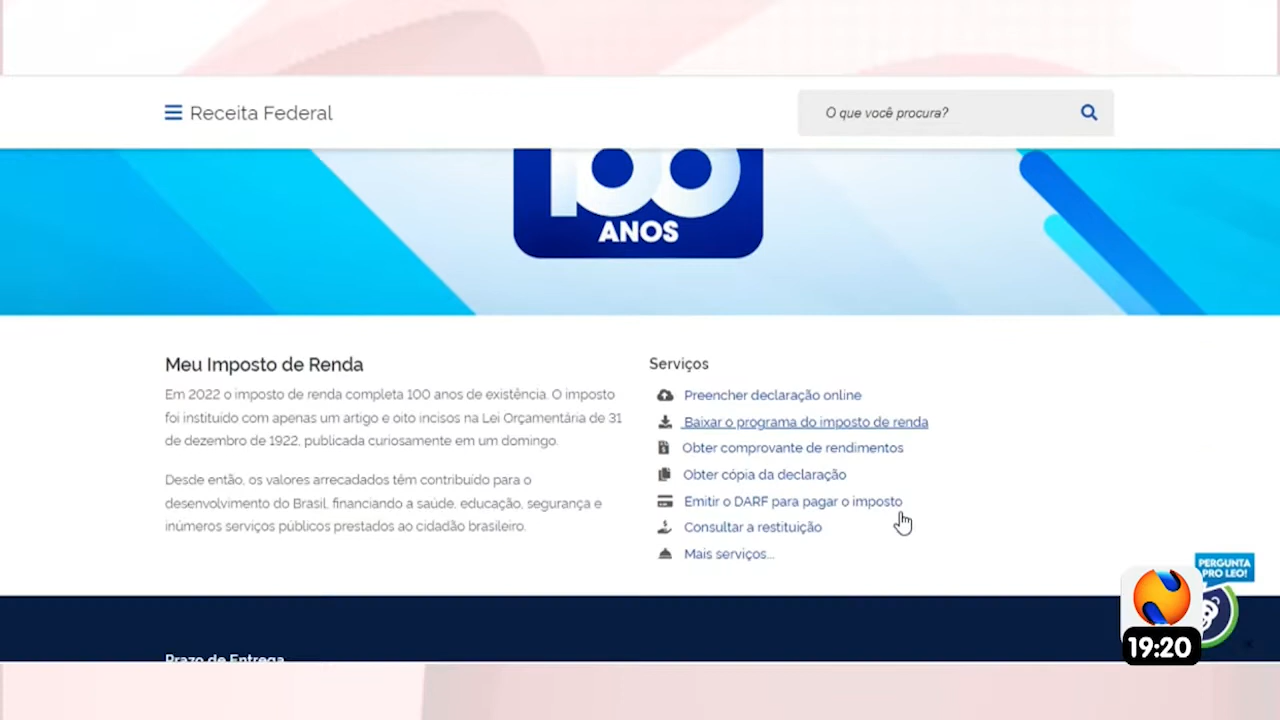 Receita Federal
O que você procura?
100
ANOS
Meu Imposto de Renda
Em 2022 o imposto de renda completa 100 anos de existência. O imposto
foi instituído com apenas um artigo e oito incisos na Lei Orçamentária de 31
de dezembro de 1922, publicada curiosamente em um domingo.
Desde então, os valores arrecadados têm contribuído para o
desenvolvimento do Brasil, financiando a saúde, educação, segurança e
inúmeros serviços públicos prestados ao cidadão brasileiro.
Serviços
Preencher declaração online
Baixar o programa do imposto de renda
Obter comprovante de rendimentos
Obter cópia da declaração
Emitir o DARF para pagar o imposto
Consultar a restituição
Mais serviços...
PERGUNTA
PRO LEO!
19:20
Prazo de Entrega